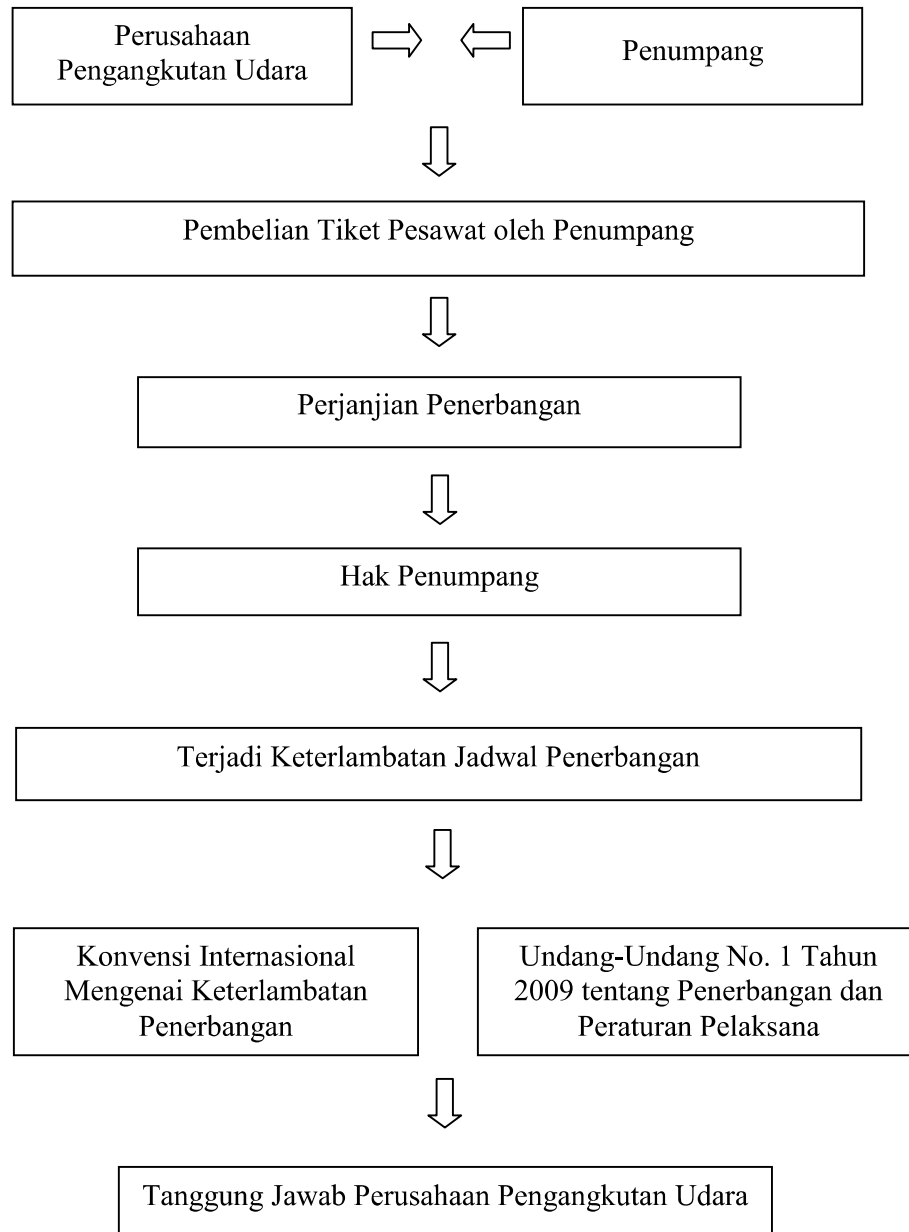 Perusahaan
Pengangkutan Udara
Penumpang
Pembelian Tiket Pesawat oleh Penumpang
Perjanjian Penerbangan
Hak Penumpang
Terjadi Keterlambatan Jadwal Penerbangan
Konvensi Internasional
Mengenai Keterlambatan
Penerbangan
Undang-Undang No. 1 Tahun
2009 tentang Penerbangan dan
Peraturan Pelaksana
Tanggung Jawab Perusahaan Pengangkutan Udara